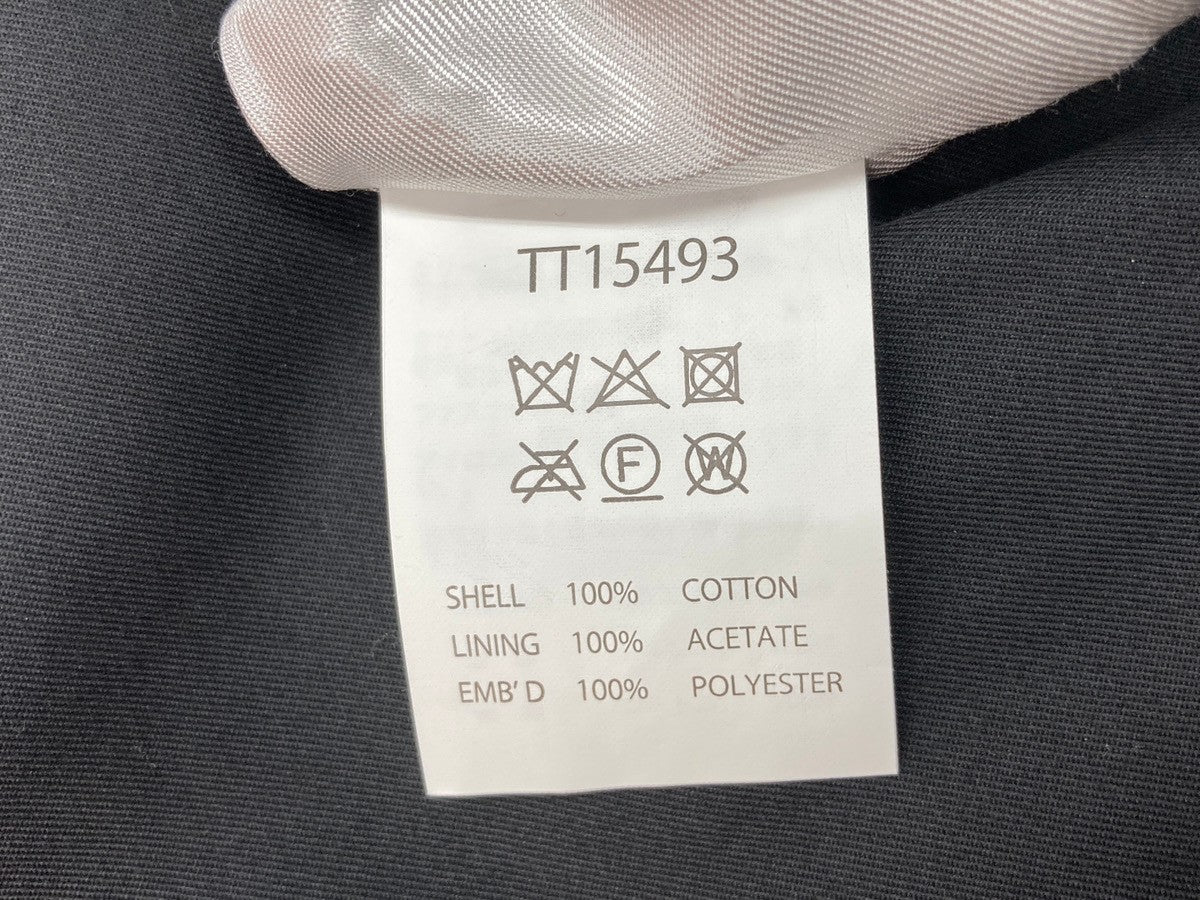 TT15493
F W
SHELL 100% COTTON
LINING 100% ACETATE
EMB'D 100% POLYESTER